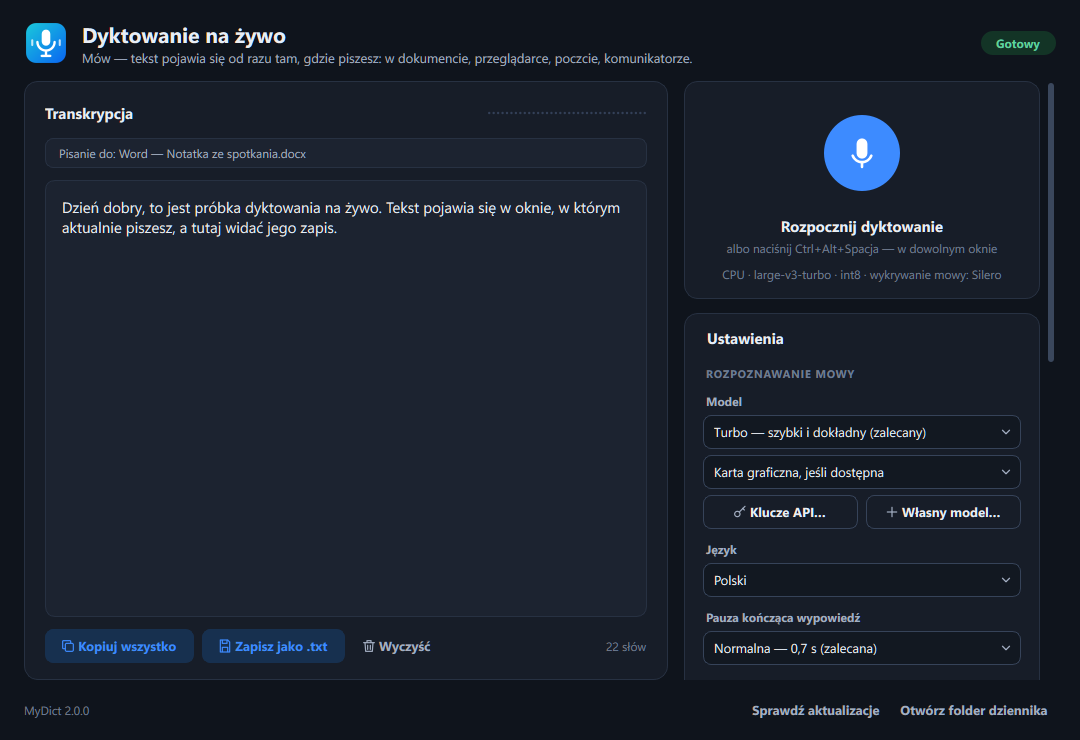 Dyktowanie na żywo
Mów — tekst pojawia się od razu tam, gdzie piszesz: w dokumencie, przeglądarce, poczcie, komunikatorze.
Gotowy
Transkrypcja
Pisanie do: Word — Notatka ze spotkania.docx
Dzień dobry, to jest próbka dyktowania na żywo. Tekst pojawia się w oknie, w którym
aktualnie piszesz, a tutaj widać jego zapis.
Kopiuj wszystko
Zapisz jako .txt
Wyczyść
22 słów
Rozpocznij dyktowanie
albo naciśnij Ctrl+Alt+Spacja — w dowolnym oknie
CPU · large-v3-turbo · int8 · wykrywanie mowy: Silero
Ustawienia
ROZPOZNAWANIE MOWY
Model
Turbo — szybki i dokładny (zalecany)
Karta graficzna, jeśli dostępna
Klucze API...
Własny model...
Język
Polski
Pauza kończąca wypowiedź
Normalna — 0,7 s (zalecana)
MyDict 2.0.0
Sprawdź aktualizacje
Otwórz folder dziennika